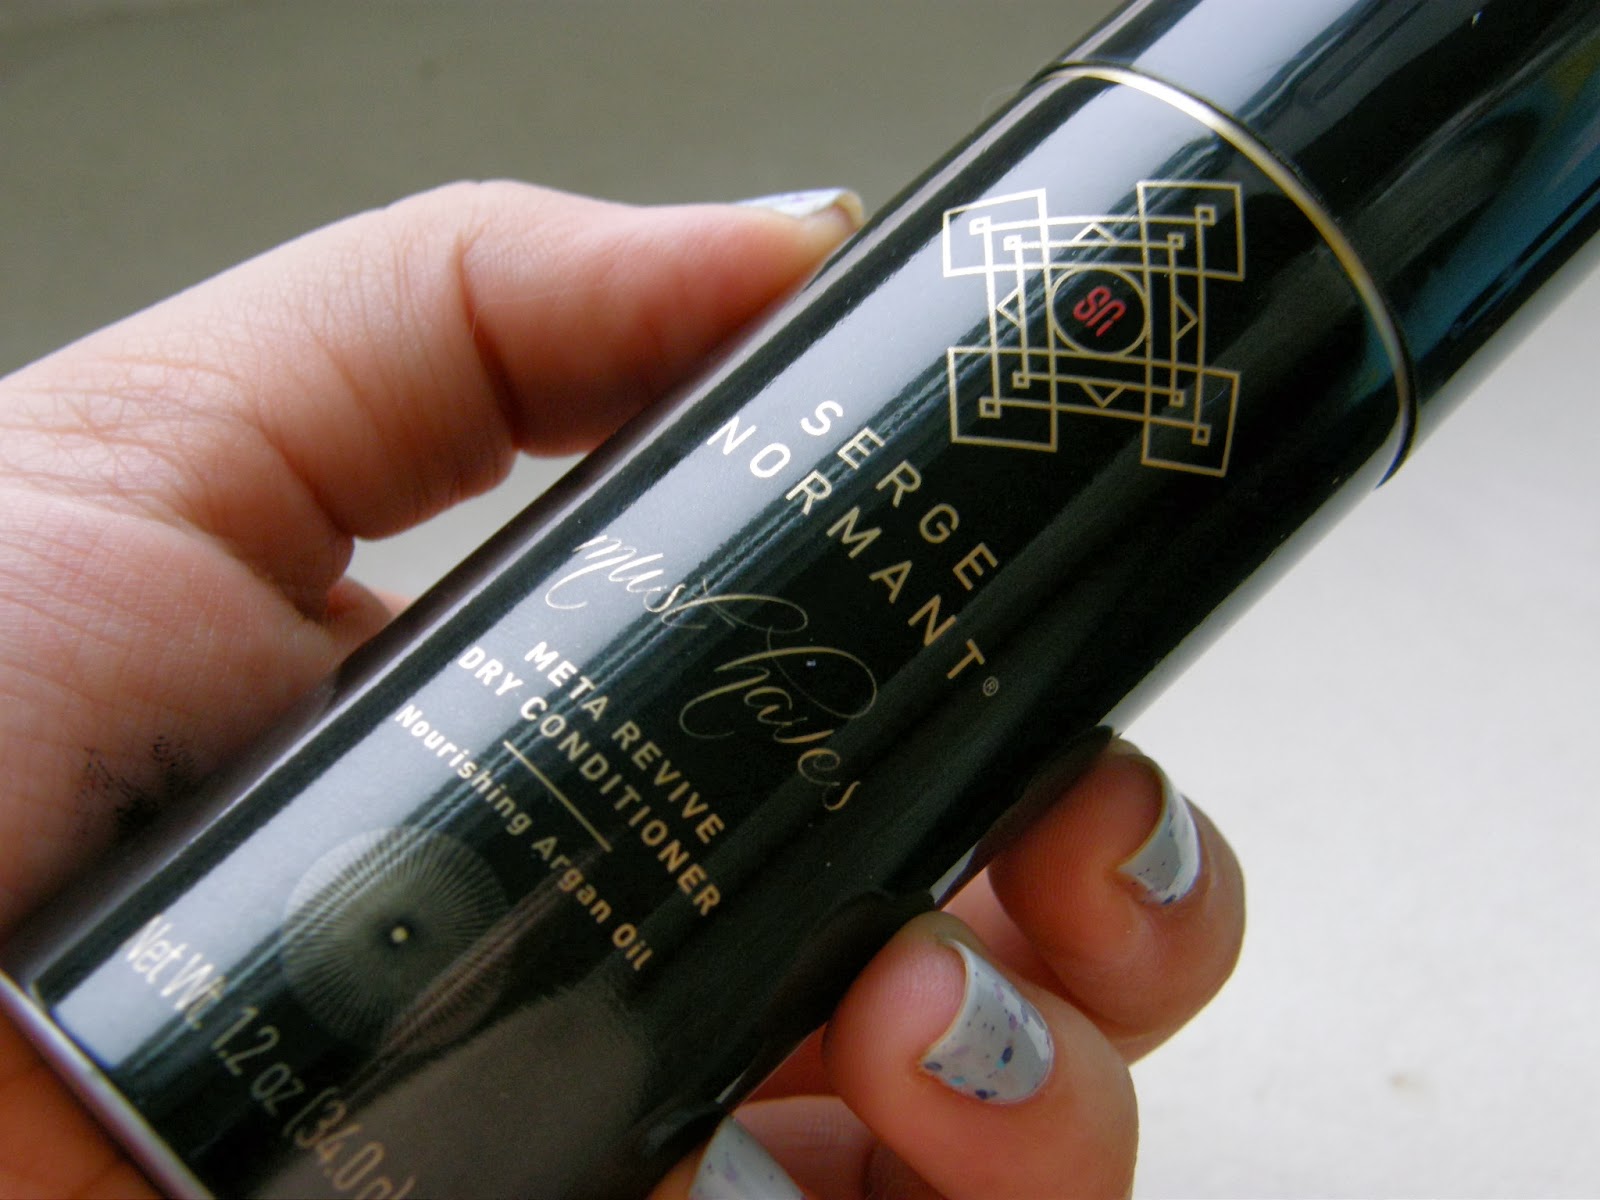 sn
SERGE
NORMANT®
must haves
META REVIVE
DRY CONDITIONER
Nourishing Argan Oil
Net Wt. 1.2 oz (34.0 g)